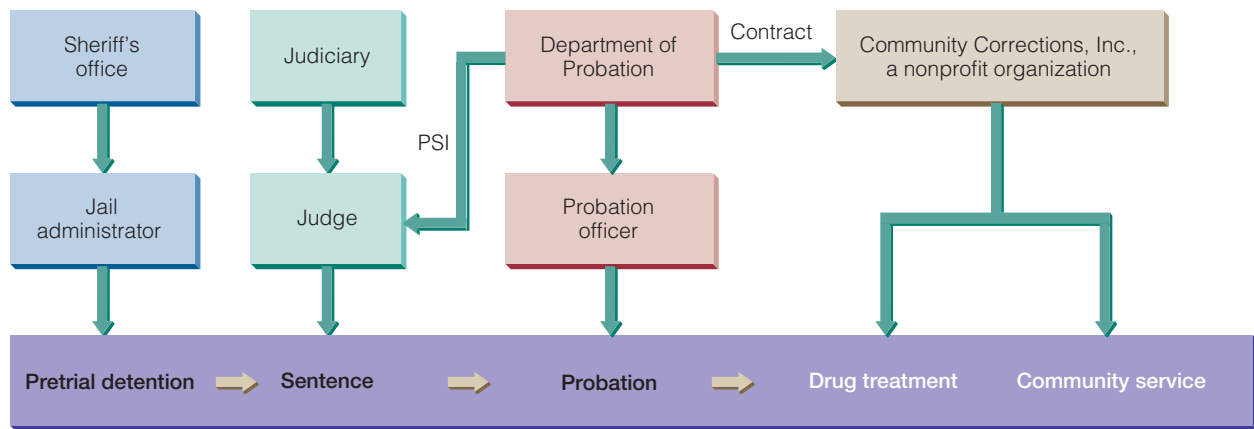 Sheriff's
office
Judiciary
Department of
Probation
Contract
Community Corrections, Inc.,
a nonprofit organization
PSI
Jail
administrator
Judge
Probation
officer
Pretrial detention
Sentence
Probation
Drug treatment
Community service